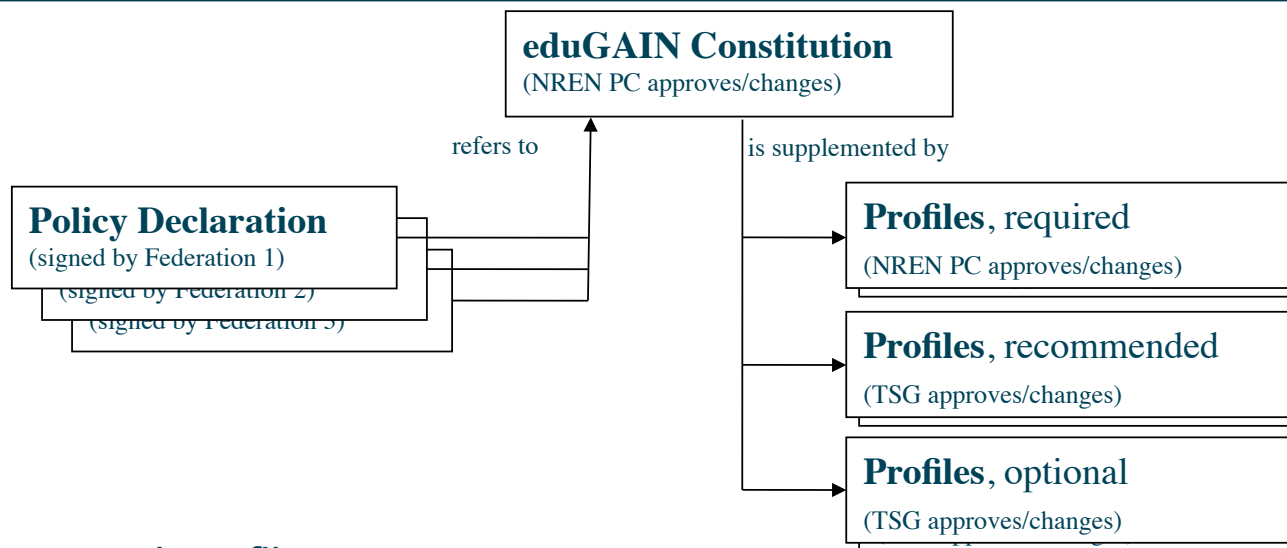 eduGAIN Constitution
(NREN PC approves/changes)
refers to
is supplemented by
Policy Declaration
(signed by Federation 1)
(signed by Federation 2)
(signed by Federation
Profiles, required
(NREN PC approves/changes)
Profiles, recommended
(TSG approves/changes)
Profiles, optional
(TSG approves/changes)